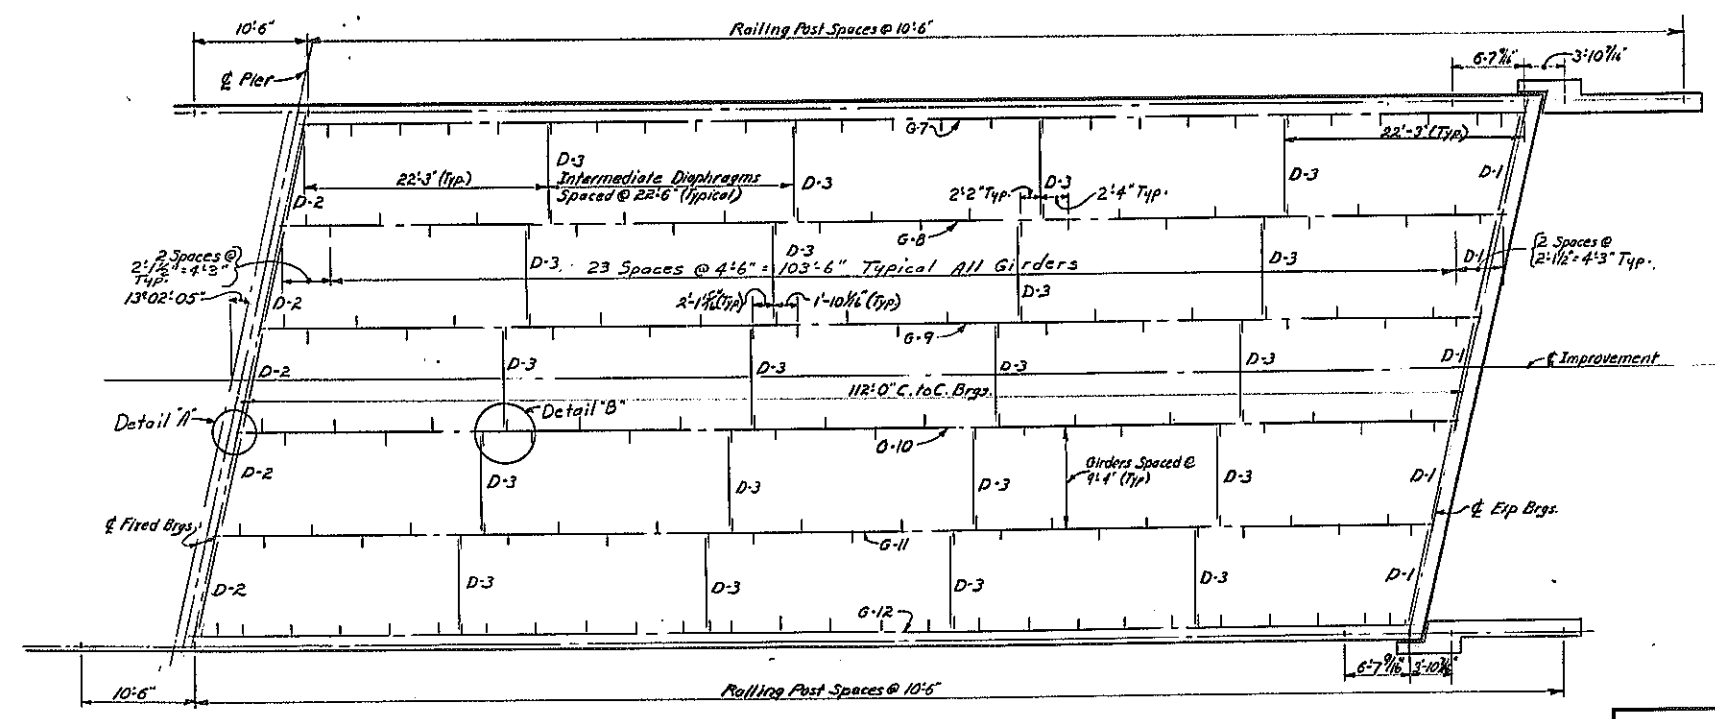 10'-6"
Railing Post Spaces @ 10'-6"
6-7 9/16"
3'-10 7/16"
℄ Pier
G-7
22'-3" (Typ.)
D-3
Intermediate Diaphragms
Spaced @ 22'-6" (Typical)
22'-3" (Typ.)
D-3
D-3
D-3
D-1
2'-2" Typ.
2'-4" Typ.
D-2
G-8
2 Spaces @
2'-1½" = 4'-3"
Typ.
D-3
23 Spaces @ 4'-6" = 103'-6" Typical All Girders
D-3
D-3
D-3
D-1
2 Spaces @
2'-1½" = 4'-3" Typ.
13°02'05"
D-2
(Typ)
1'-10 1/16" (Typ)
G-9
D-2
D-3
D-3
D-3
D-3
D-1
℄ Improvement
112'-0" C. to C. Brgs.
Detail "A"
Detail "B"
G-10
D-2
D-3
D-3
D-3
Girders Spaced @
9'-4" (Typ)
D-3
D-1
℄ Fixed Brgs.
℄ Exp Brgs.
G-11
D-2
D-3
D-3
D-3
D-3
D-1
G-12
6'-7 9/16"
3'-10 7/16"
10'-6"
Railing Post Spaces @ 10'-6"